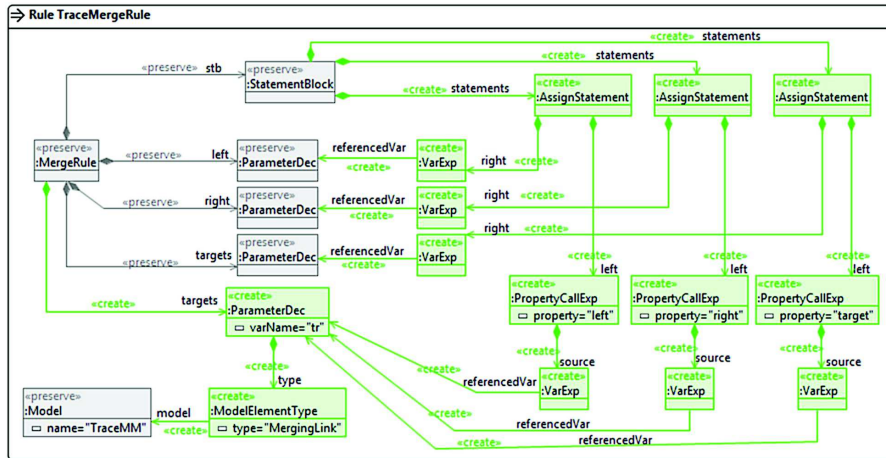 Rule TraceMergeRule
«create» statements
«create» statements
«preserve» stb
«preserve»
:StatementBlock
«create» statements
«create»
:AssignStatement
«create»
:AssignStatement
«create»
:AssignStatement
«preserve»
:MergeRule
«preserve» left
«preserve»
:ParameterDec
referencedVar
«create»
«create»
:VarExp
right «create»
«preserve» right
«preserve»
:ParameterDec
referencedVar
«create»
«create»
:VarExp
right
«create»
«preserve»
targets
«preserve»
:ParameterDec
referencedVar
«create»
«create»
:VarExp
right
«create»
«create» left
«create» left
«create» left
«create» targets
«create»
:ParameterDec
varName="tr"
«create»
:PropertyCallExp
property="left"
«create»
:PropertyCallExp
property="right"
«create»
:PropertyCallExp
property="target"
«create»
type
«create»
source
«create»
source
«create»
source
«create»
referencedVar
«create»
:VarExp
«create»
:VarExp
«create»
:VarExp
«preserve»
:Model
name="TraceMM"
model
«create»
«create»
:ModelElementType
type="MergingLink"
«create»
referencedVar
«create»
referencedVar